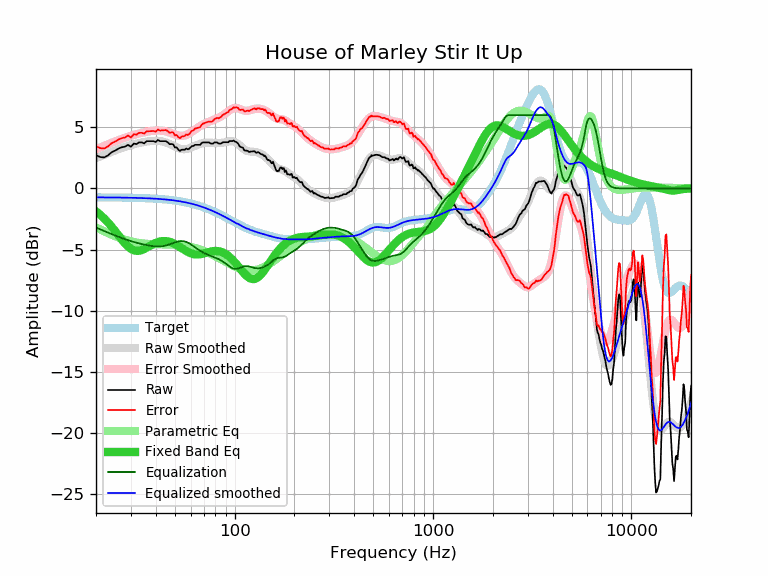 House of Marley Stir It Up
Amplitude (dBr)
5
0
−5
−10
−15
−20
−25
Target
Raw Smoothed
Error Smoothed
Raw
Error
Parametric Eq
Fixed Band Eq
Equalization
Equalized smoothed
100 1000 10000
Frequency (Hz)